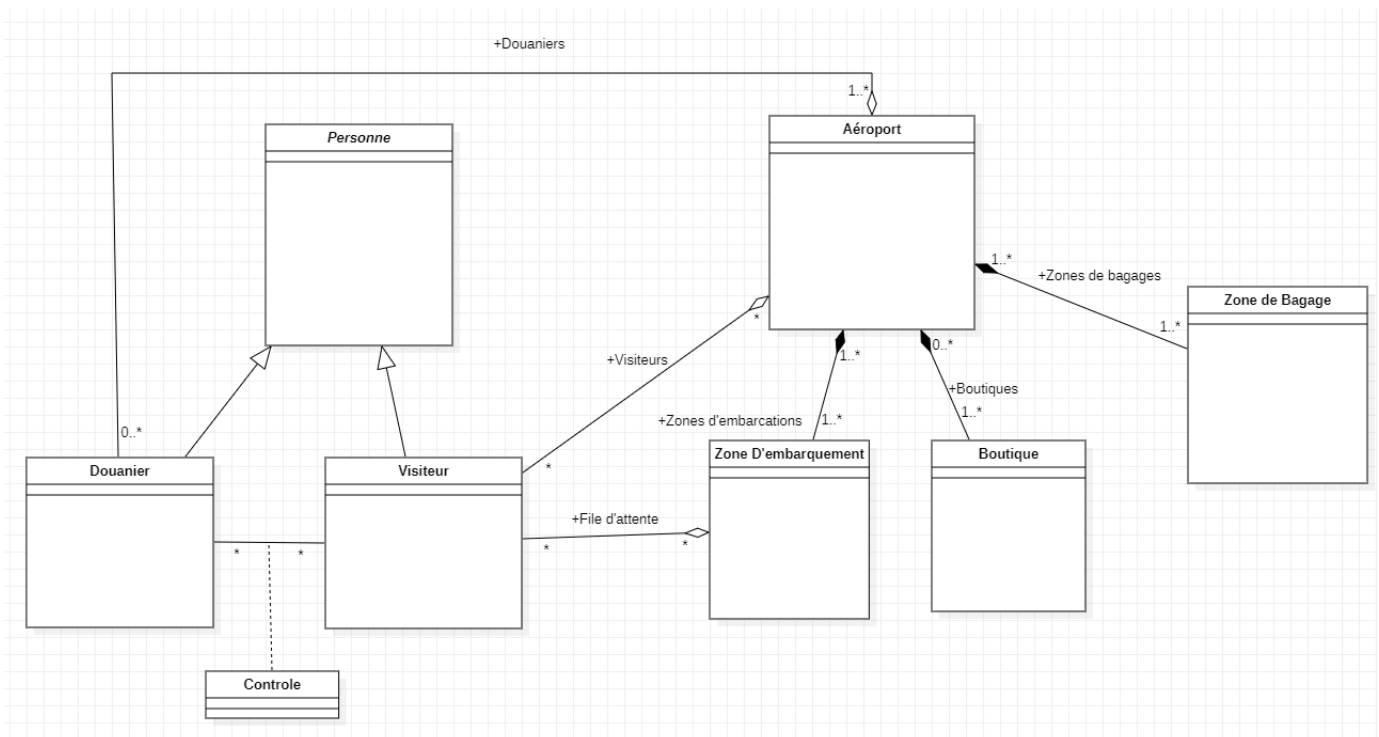 +Douaniers
1..*
Personne
Aéroport
1..*
+Zones de bagages
Zone de Bagage
1..*
*
1..*
0..*
+Visiteurs
+Boutiques
1..*
+Zones d'embarcations
1..*
0..*
Zone D'embarquement
Boutique
Douanier
Visiteur
*
+File d'attente
*
*
*
*
Controle